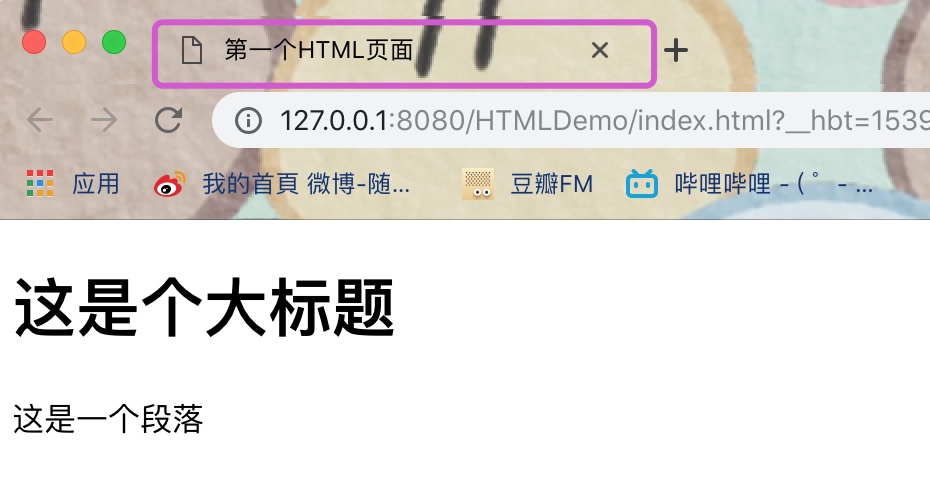 第一个HTML页面
127.0.0.1:8080/HTMLDemo/index.html?__hbt=1539
应用 我的首頁 微博-随... 豆瓣FM 哔哩哔哩 - ( ゜ - ...
这是个大标题
这是一个段落